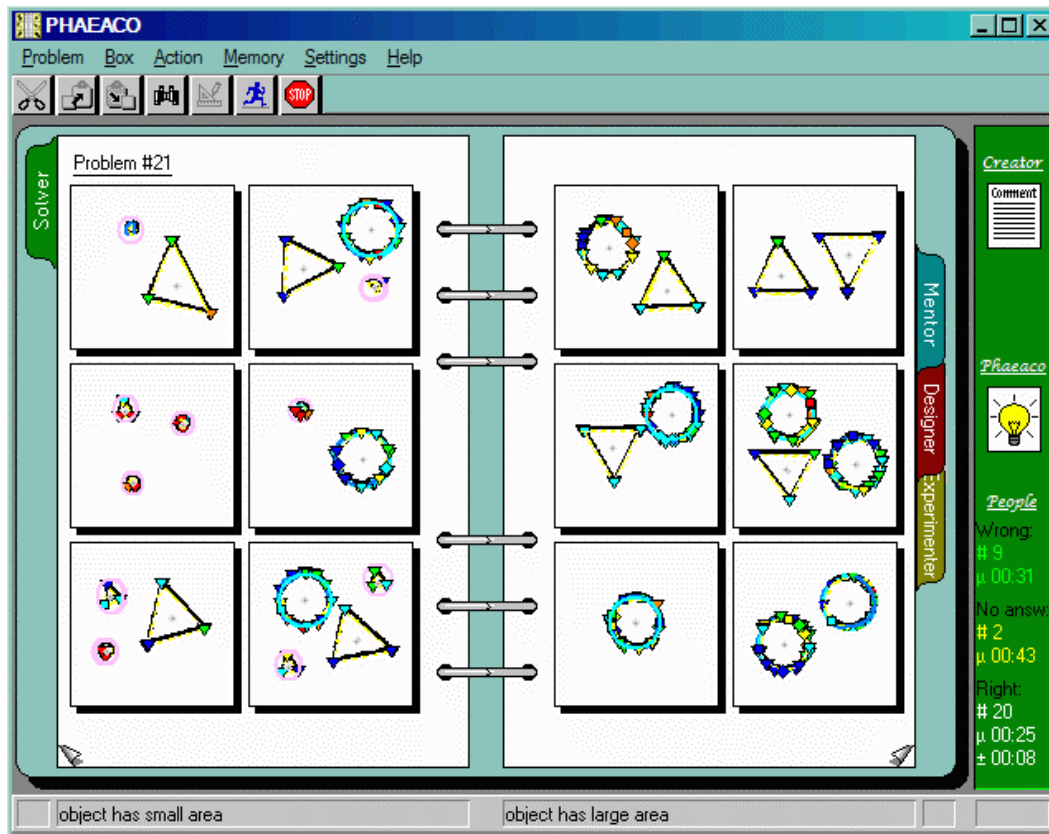 PHAEACO
Problem Box Action Memory Settings Help
STOP
Solver
Problem #21
Mentor
Designer
Experimenter
Creator
Comment
Phaeaco
People
Wrong:
# 9
µ 00:31
No answ:
# 2
µ 00:43
Right:
# 20
µ 00:25
± 00:08
object has small area
object has large area